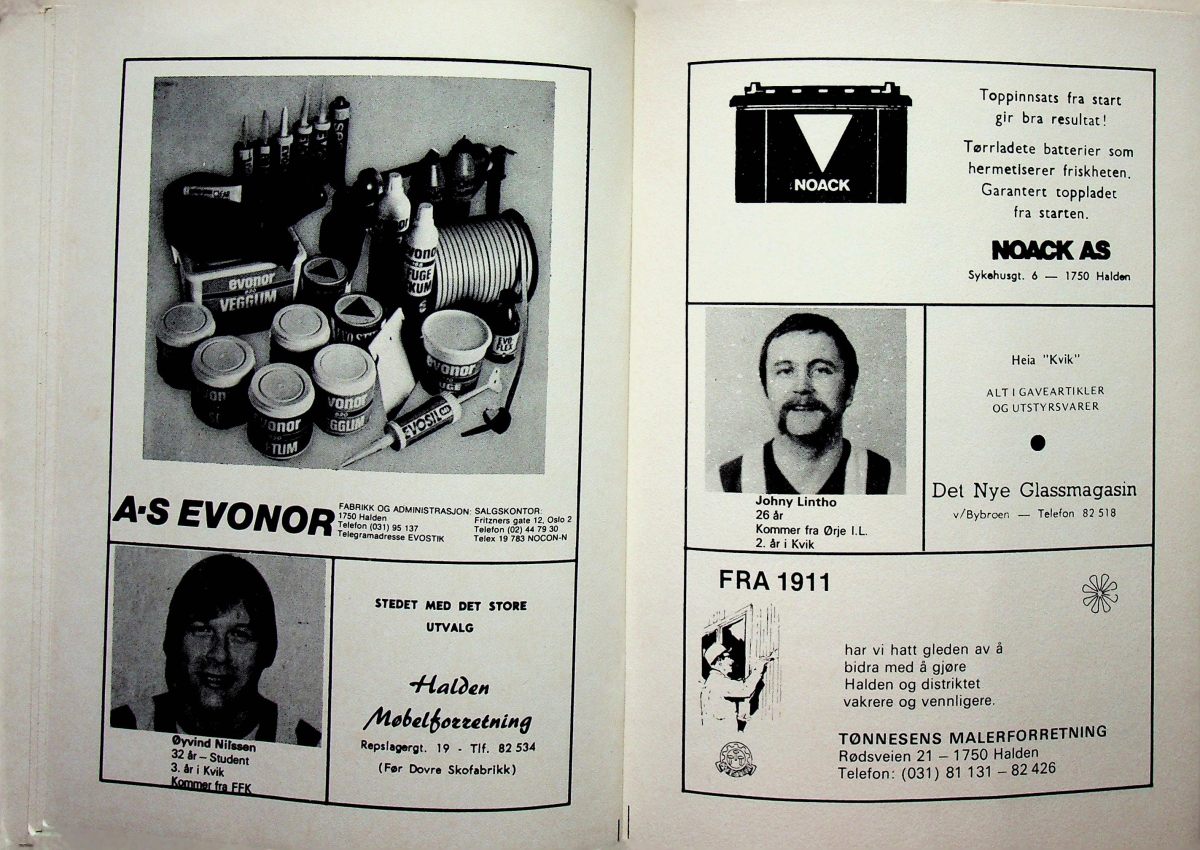 evonor
VEGGUM
evonor
FUGE
SKUM
EVO
FLEX
evonor
FUGE
evonor
EVOSIL
A-S EVONOR
FABRIKK OG ADMINISTRASJON:
1750 Halden
Telefon (031) 95 137
Telegramadresse EVOSTIK
SALGSKONTOR:
Fritzners gate 12, Oslo 2
Telefon (02) 44 79 30
Telex 19 783 NOCON-N
Øyvind Nilssen
32 år – Student
3. år i Kvik
Kommer fra FFK
STEDET MED DET STORE
UTVALG
Halden
Møbelforretning
Repslagergt. 19 - Tlf. 82 534
(Før Dovre Skofabrikk)
NOACK
Toppinnsats fra start
gir bra resultat!
Tørrladete batterier som
hermetiserer friskheten.
Garantert toppladet
fra starten.
NOACK AS
Sykehusgt. 6 — 1750 Halden
Johny Lintho
26 år
Kommer fra Ørje I.L.
2. år i Kvik
Heia "Kvik"
ALT I GAVEARTIKLER
OG UTSTYRSVARER
Det Nye Glassmagasin
v/Bybroen — Telefon 82 518
FRA 1911
har vi hatt gleden av å
bidra med å gjøre
Halden og distriktet
vakrere og vennligere.
TØNNESENS MALERFORRETNING
Rødsveien 21 – 1750 Halden
Telefon: (031) 81 131 – 82 426